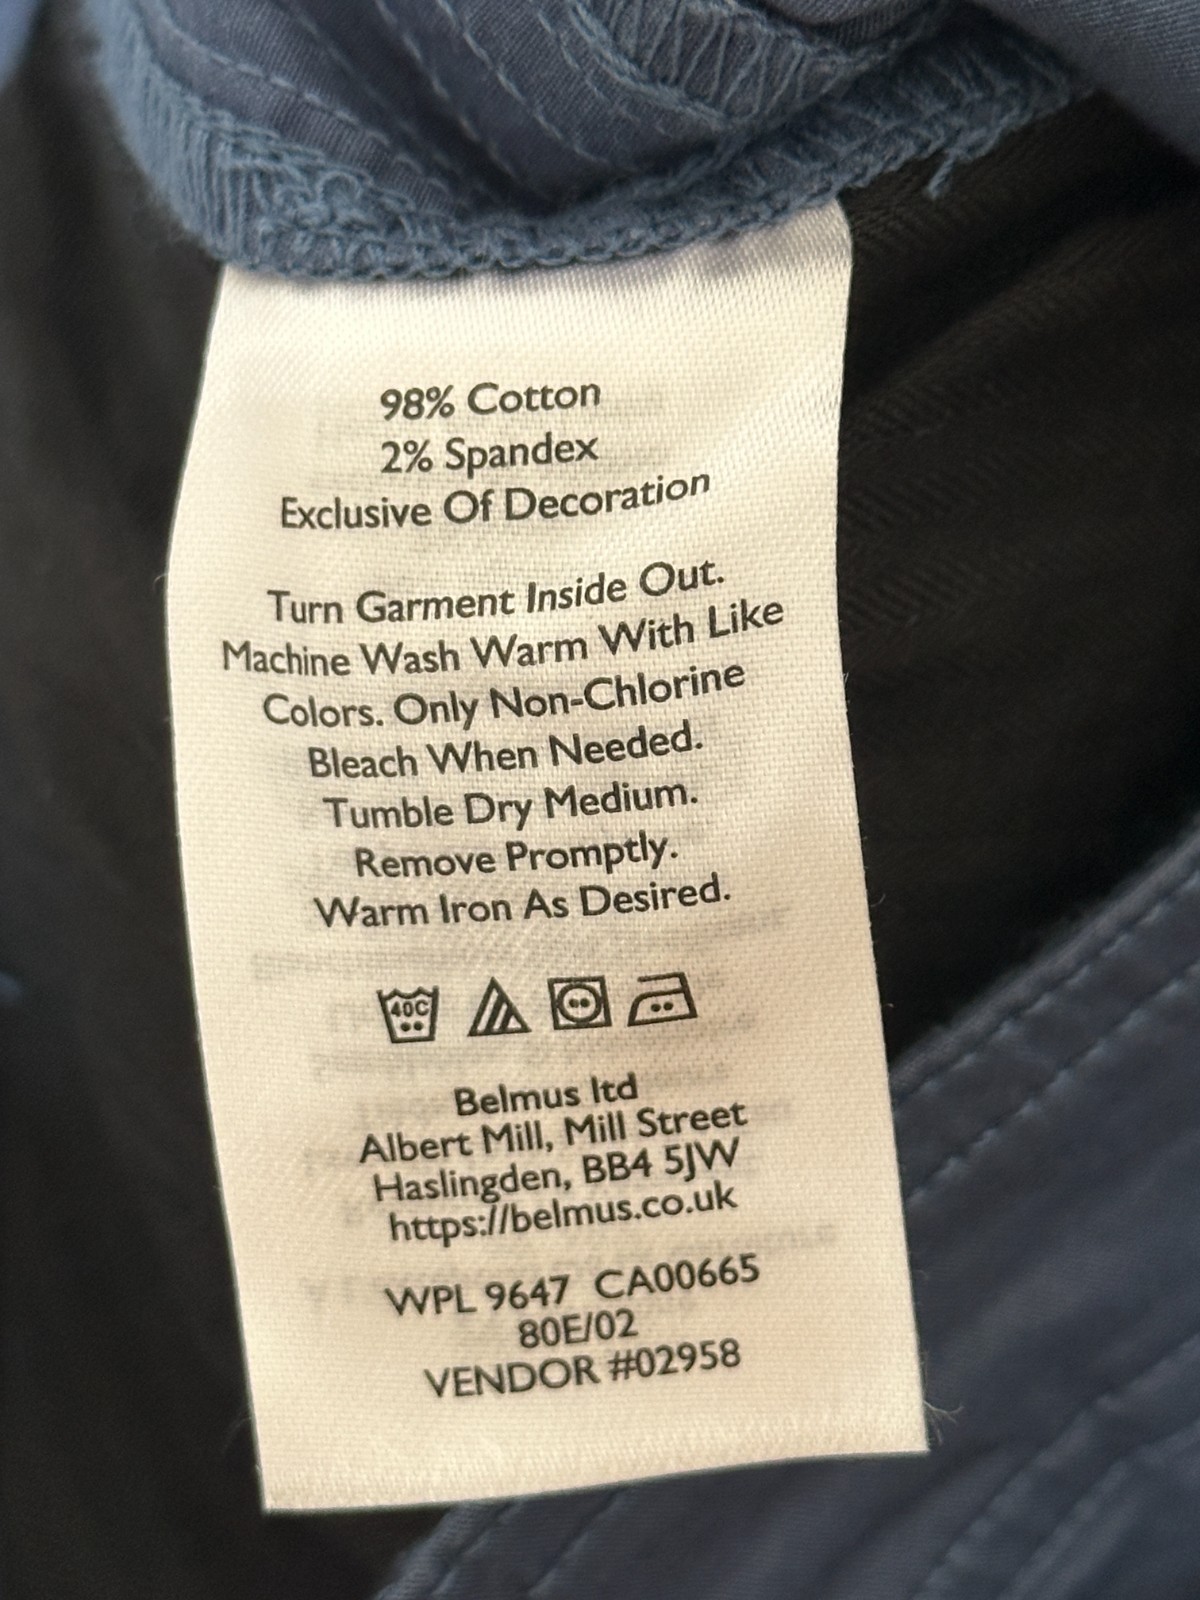 98% Cotton
2% Spandex
Exclusive Of Decoration
Turn Garment Inside Out.
Machine Wash Warm With Like
Colors. Only Non-Chlorine
Bleach When Needed.
Tumble Dry Medium.
Remove Promptly.
Warm Iron As Desired.
40C
Belmus ltd
Albert Mill, Mill Street
Haslingden, BB4 5JW
https://belmus.co.uk
WPL 9647 CA00665
80E/02
VENDOR #02958